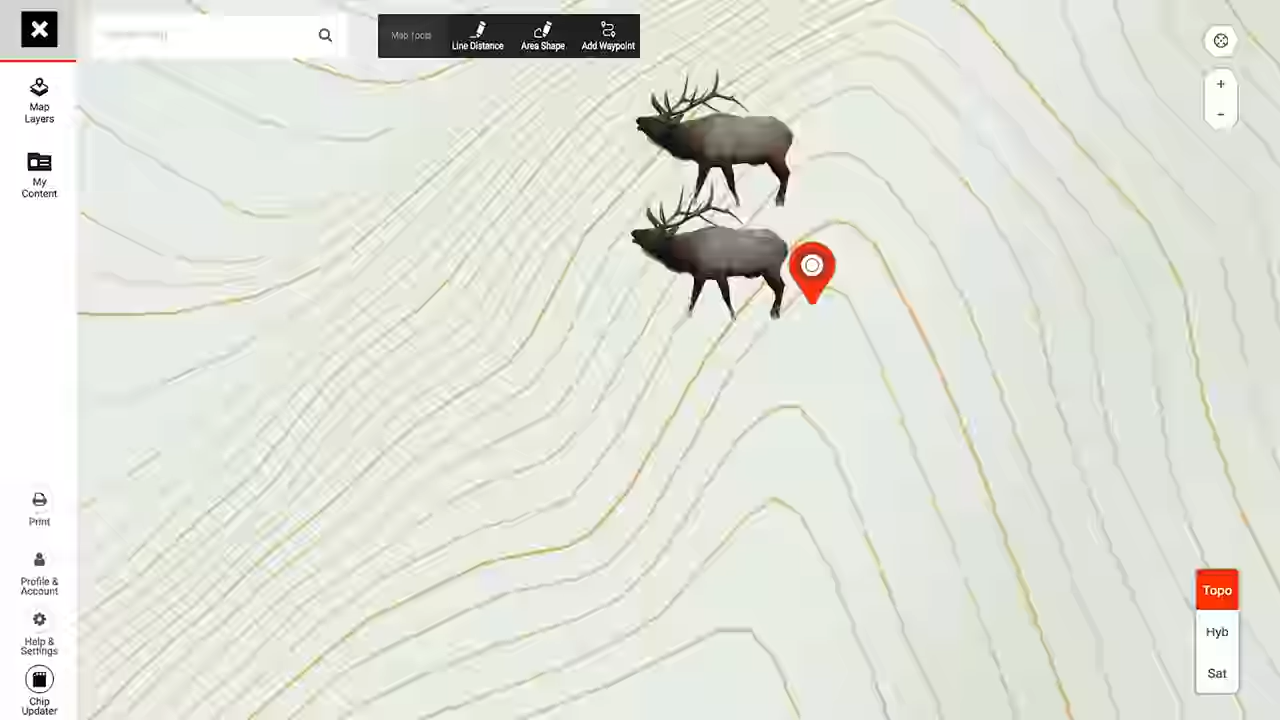 Map tools
Line Distance
Area Shape
Add Waypoint
Map
Layers
My
Content
+
-
Print
Profile &
Account
Help &
Settings
Chip
Updater
Topo
Hyb
Sat